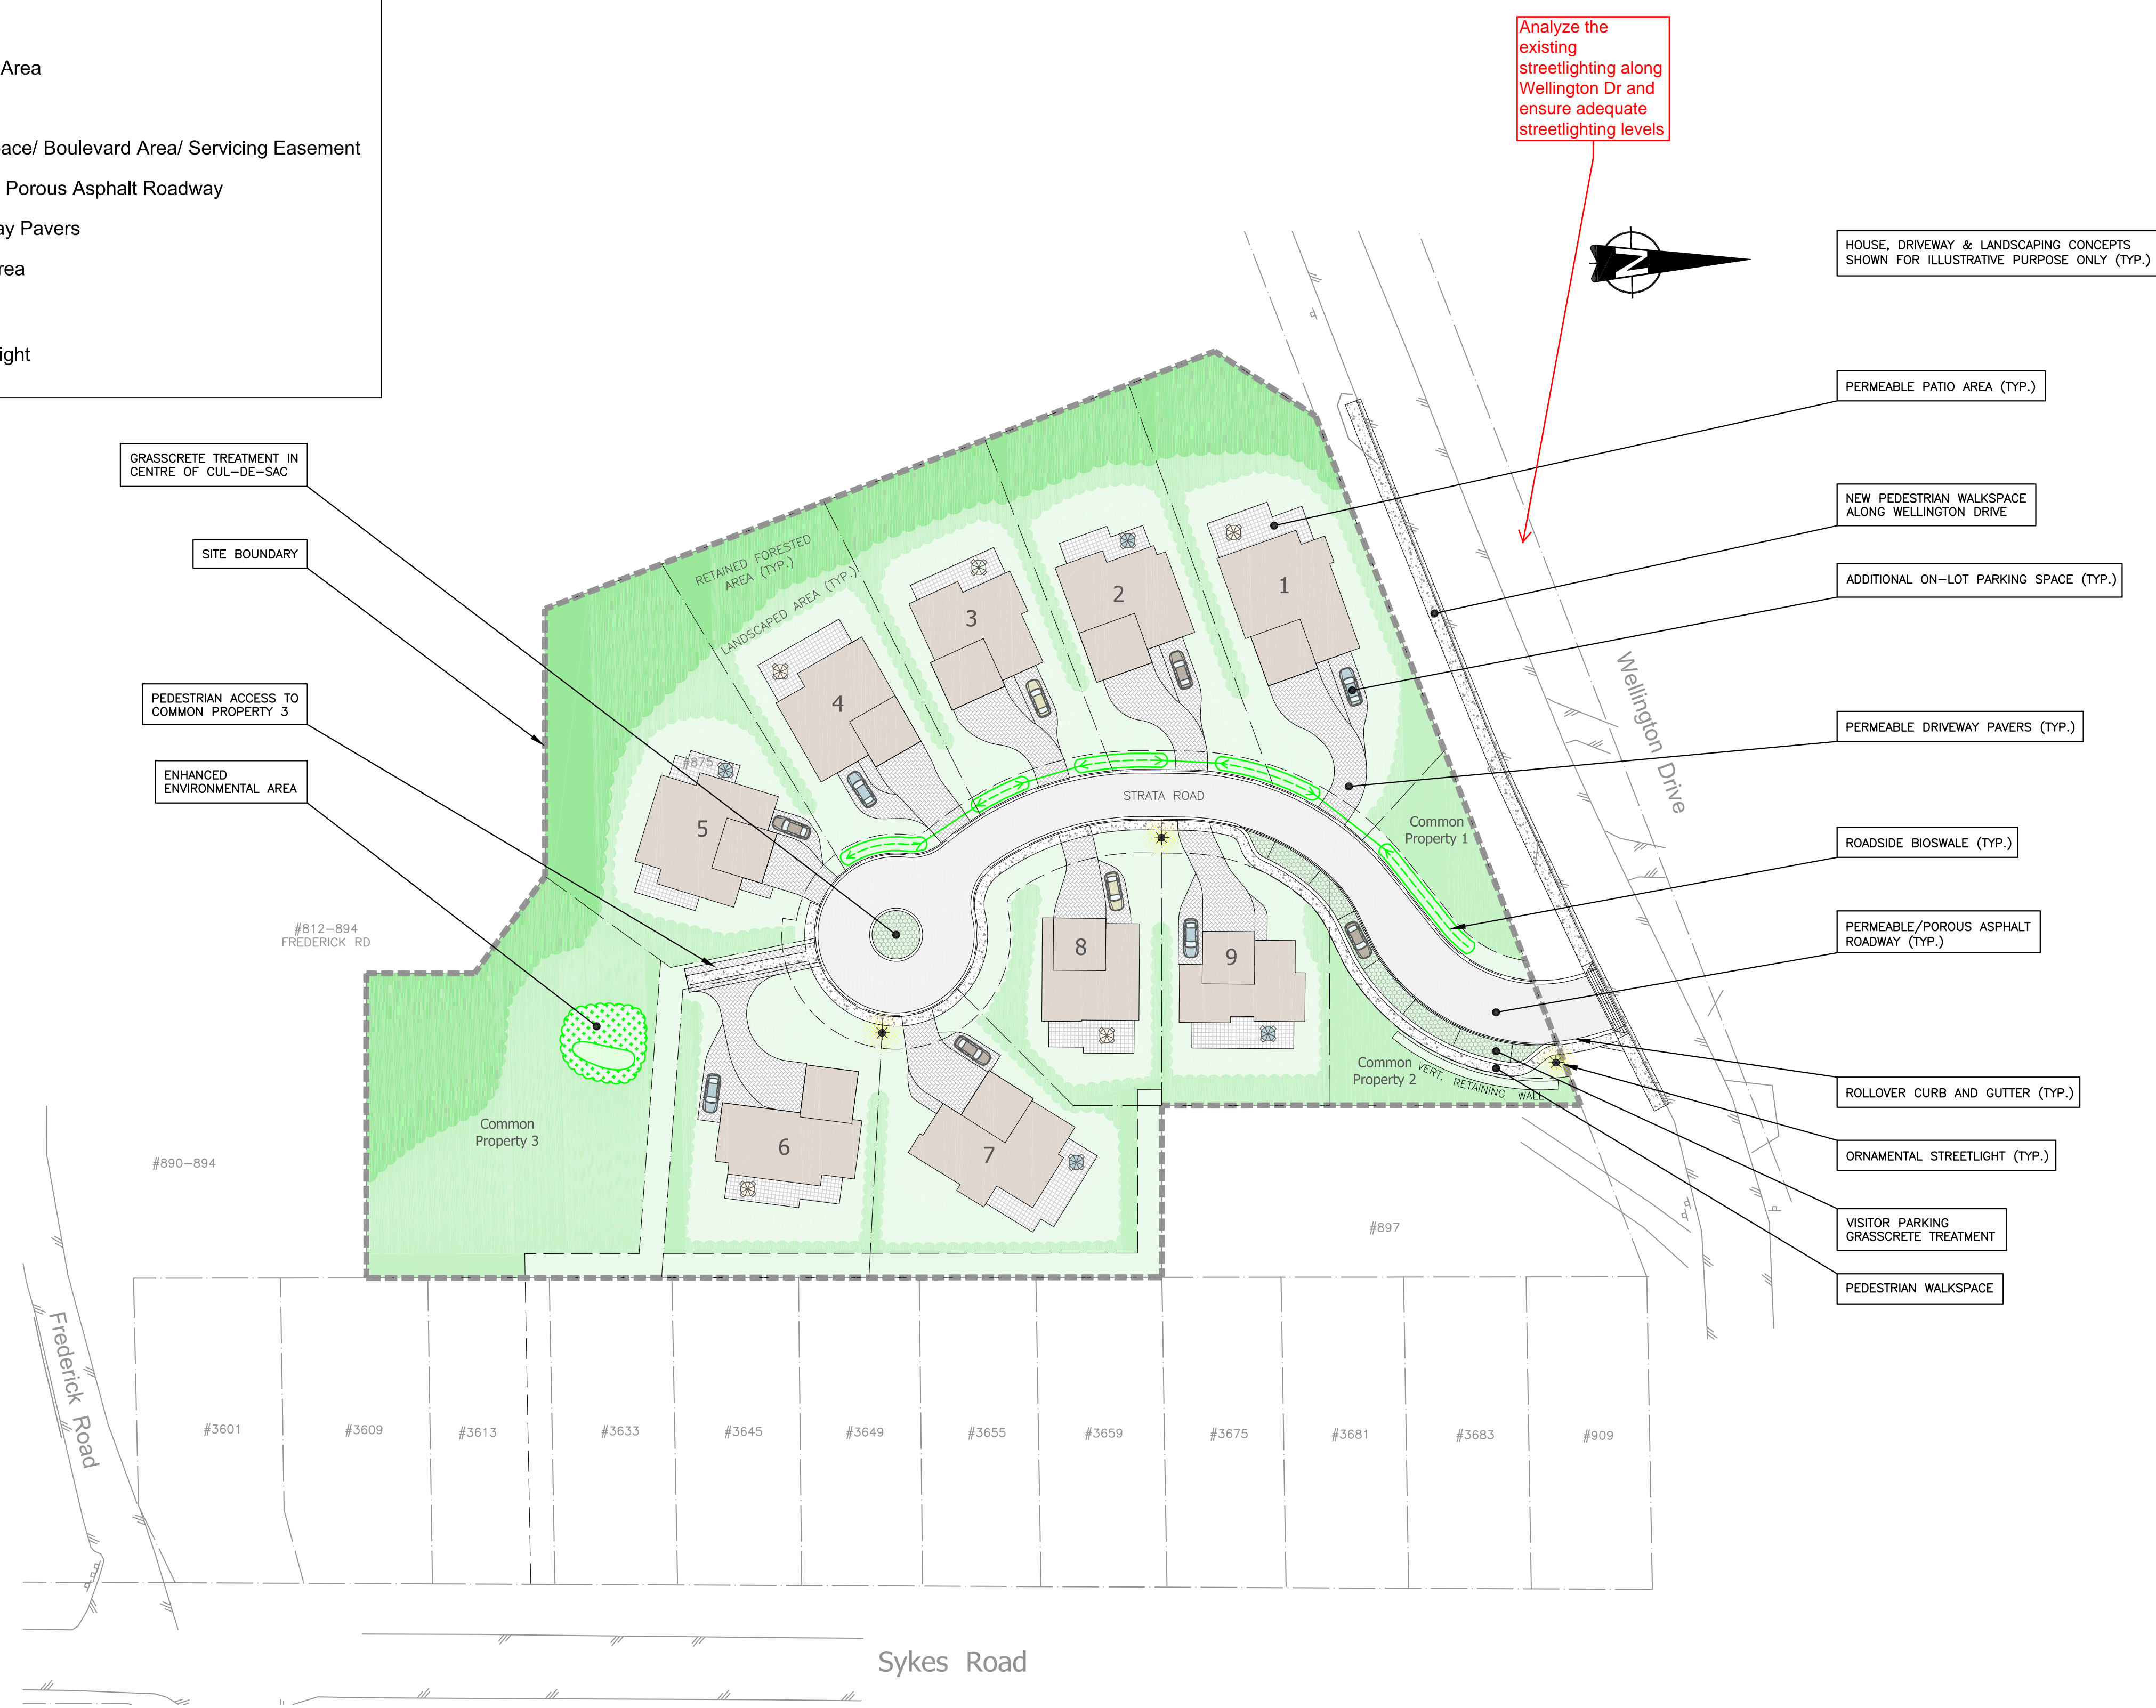 Area
ace/ Boulevard Area/ Servicing Easement
Porous Asphalt Roadway
ay Pavers
rea
ight
Analyze the
existing
streetlighting along
Wellington Dr and
ensure adequate
streetlighting levels
N
HOUSE, DRIVEWAY & LANDSCAPING CONCEPTS
SHOWN FOR ILLUSTRATIVE PURPOSE ONLY (TYP.)
PERMEABLE PATIO AREA (TYP.)
NEW PEDESTRIAN WALKSPACE
ALONG WELLINGTON DRIVE
ADDITIONAL ON-LOT PARKING SPACE (TYP.)
PERMEABLE DRIVEWAY PAVERS (TYP.)
ROADSIDE BIOSWALE (TYP.)
PERMEABLE/POROUS ASPHALT
ROADWAY (TYP.)
ROLLOVER CURB AND GUTTER (TYP.)
ORNAMENTAL STREETLIGHT (TYP.)
VISITOR PARKING
GRASSCRETE TREATMENT
PEDESTRIAN WALKSPACE
GRASSCRETE TREATMENT IN
CENTRE OF CUL-DE-SAC
SITE BOUNDARY
PEDESTRIAN ACCESS TO
COMMON PROPERTY 3
ENHANCED
ENVIRONMENTAL AREA
RETAINED FORESTED
AREA (TYP.)
LANDSCAPED AREA (TYP.)
1
2
3
4
5
#875
STRATA ROAD
Common
Property 1
Wellington Drive
#812-894
FREDERICK RD
8
9
6
7
Common
Property 2
VERT. RETAINING WALL
Common
Property 3
#890-894
#897
Frederick Road
#3601
#3609
#3613
#3633
#3645
#3649
#3655
#3659
#3675
#3681
#3683
#909
Sykes Road